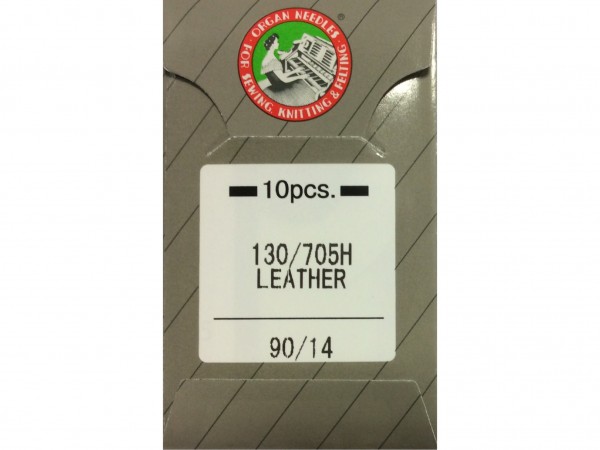 · ORGAN NEEDLES ·
FOR SEWING KNITTING & FELTING
®
10pcs.
130/705H
LEATHER
90/14